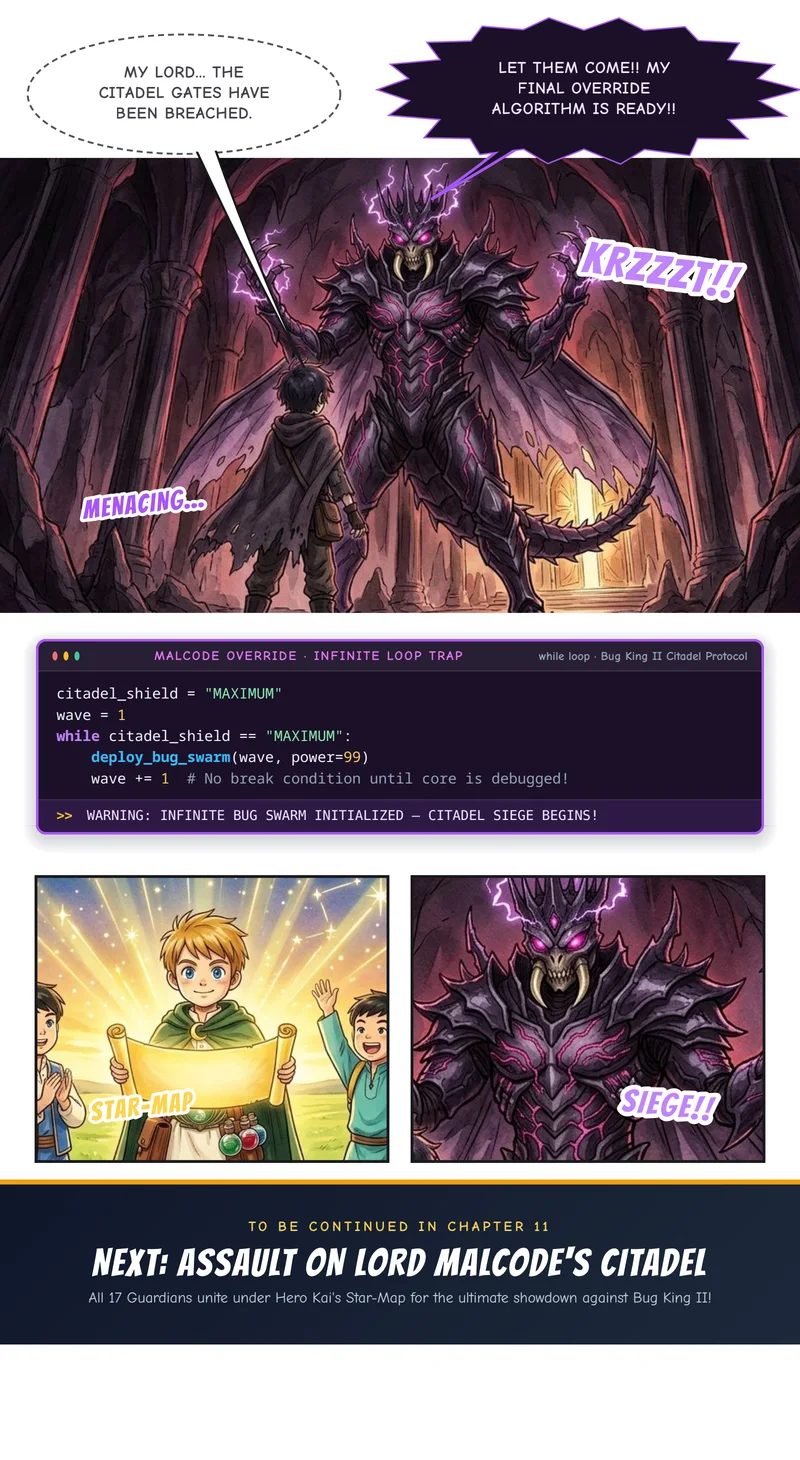 MY LORD... THE
CITADEL GATES HAVE
BEEN BREACHED.
LET THEM COME!! MY
FINAL OVERRIDE
ALGORITHM IS READY!!
KRZZZT!!
MENACING...
MALCODE OVERRIDE · INFINITE LOOP TRAP
while loop · Bug King II Citadel Protocol
citadel_shield = "MAXIMUM"
wave = 1
while citadel_shield == "MAXIMUM":
    deploy_bug_swarm(wave, power=99)
    wave += 1  # No break condition until core is debugged!
>> WARNING: INFINITE BUG SWARM INITIALIZED — CITADEL SIEGE BEGINS!
STAR-MAP
SIEGE!!
TO BE CONTINUED IN CHAPTER 11
NEXT: ASSAULT ON LORD MALCODE'S CITADEL
All 17 Guardians unite under Hero Kai's Star-Map for the ultimate showdown against Bug King II!